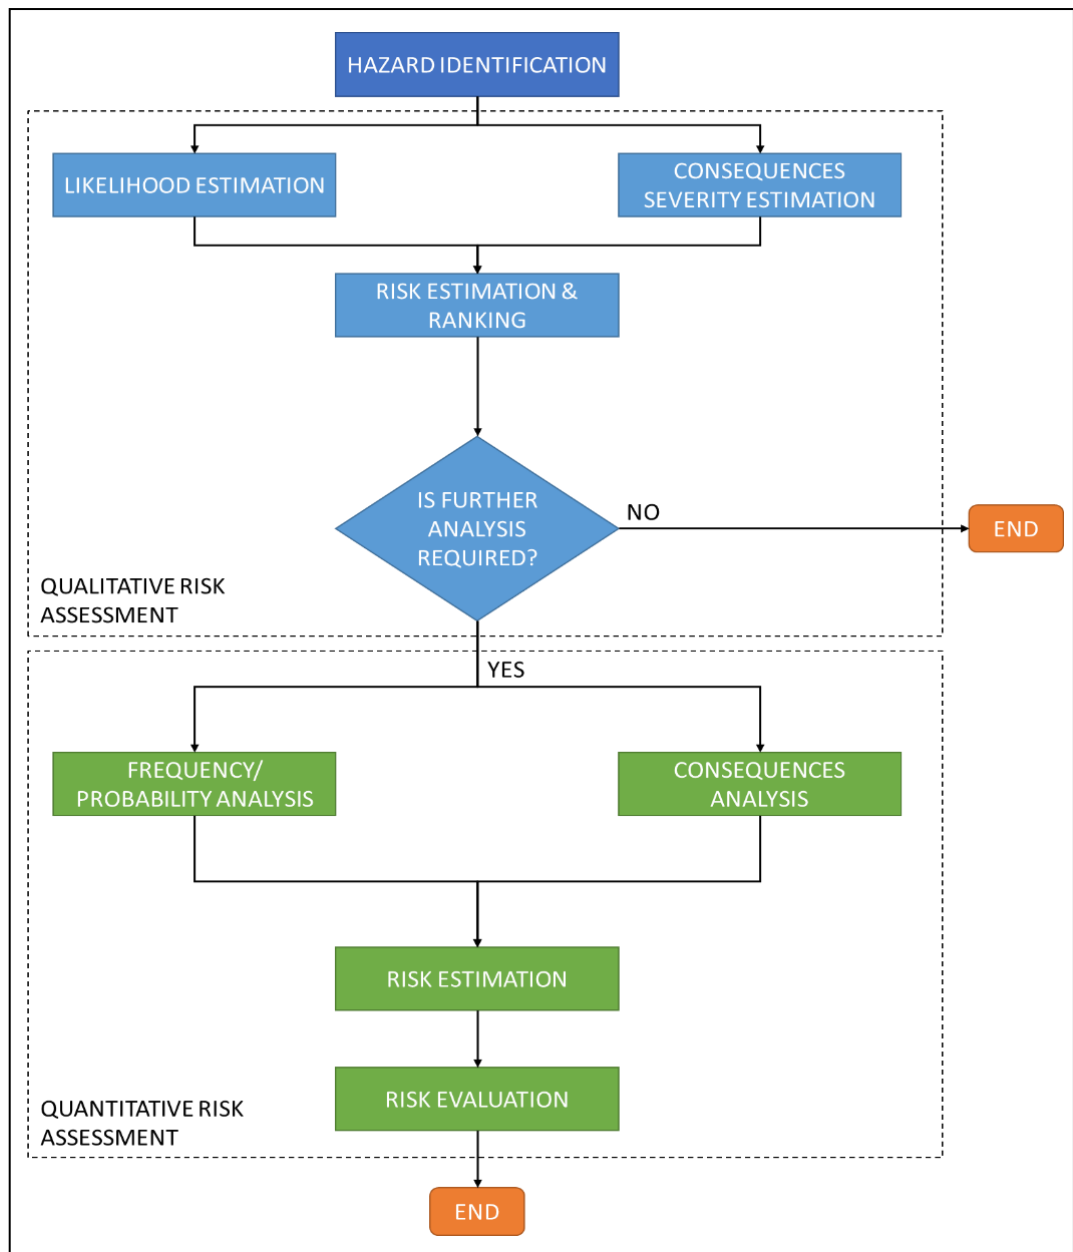 HAZARD IDENTIFICATION
LIKELIHOOD ESTIMATION
CONSEQUENCES
SEVERITY ESTIMATION
RISK ESTIMATION &
RANKING
IS FURTHER
ANALYSIS
REQUIRED?
NO
END
QUALITATIVE RISK
ASSESSMENT
YES
FREQUENCY/
PROBABILITY ANALYSIS
CONSEQUENCES
ANALYSIS
RISK ESTIMATION
RISK EVALUATION
QUANTITATIVE RISK
ASSESSMENT
END